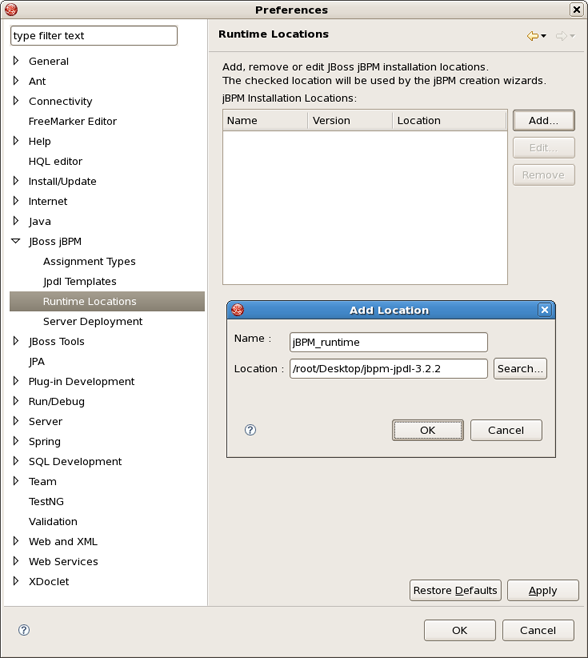 Preferences
type filter text
General
Ant
Connectivity
FreeMarker Editor
Help
HQL editor
Install/Update
Internet
Java
JBoss jBPM
Assignment Types
Jpdl Templates
Runtime Locations
Server Deployment
JBoss Tools
JPA
Plug-in Development
Run/Debug
Server
Spring
SQL Development
Team
TestNG
Validation
Web and XML
Web Services
XDoclet
Runtime Locations
Add, remove or edit JBoss jBPM installation locations.
The checked location will be used by the jBPM creation wizards.
jBPM Installation Locations:
Name Version Location
Add...
Edit...
Remove
Add Location
Name : jBPM_runtime
Location : /root/Desktop/jbpm-jpdl-3.2.2 Search...
? OK Cancel
Restore Defaults Apply
? OK Cancel